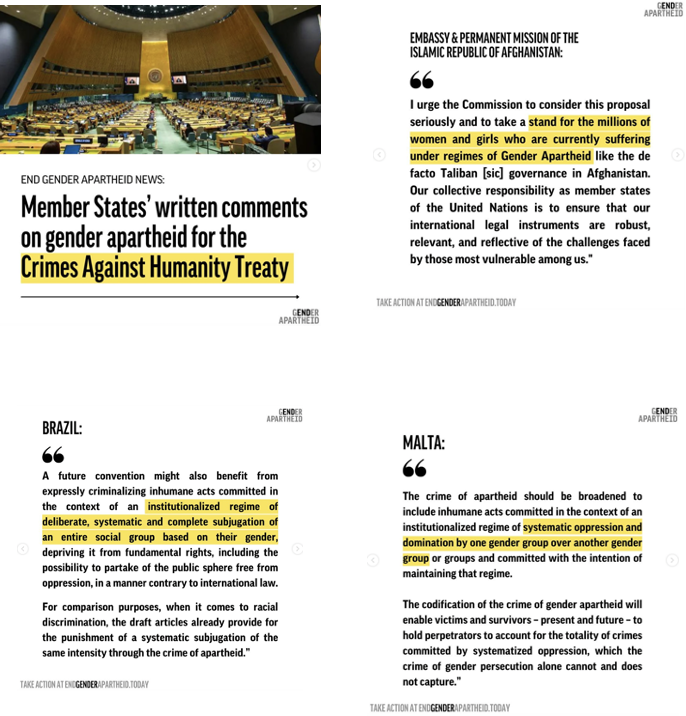 END GENDER APARTHEID NEWS:
Member States’ written comments
on gender apartheid for the
Crimes Against Humanity Treaty
GENDER
APARTHEID
GENDER
APARTHEID
EMBASSY & PERMANENT MISSION OF THE
ISLAMIC REPUBLIC OF AFGHANISTAN:
“
I urge the Commission to consider this proposal
seriously and to take a stand for the millions of
women and girls who are currently suffering
under regimes of Gender Apartheid like the de
facto Taliban [sic] governance in Afghanistan.
Our collective responsibility as member states
of the United Nations is to ensure that our
international legal instruments are robust,
relevant, and reflective of the challenges faced
by those most vulnerable among us."
TAKE ACTION AT ENDGENDERAPARTHEID.TODAY
GENDER
APARTHEID
BRAZIL:
“
A future convention might also benefit from
expressly criminalizing inhumane acts committed in
the context of an institutionalized regime of
deliberate, systematic and complete subjugation of
an entire social group based on their gender,
depriving it from fundamental rights, including the
possibility to partake of the public sphere free from
oppression, in a manner contrary to international law.
For comparison purposes, when it comes to racial
discrimination, the draft articles already provide for
the punishment of a systematic subjugation of the
same intensity through the crime of apartheid."
TAKE ACTION AT ENDGENDERAPARTHEID.TODAY
GENDER
APARTHEID
MALTA:
“
The crime of apartheid should be broadened to
include inhumane acts committed in the context of an
institutionalized regime of systematic oppression and
domination by one gender group over another gender
group or groups and committed with the intention of
maintaining that regime.
The codification of the crime of gender apartheid will
enable victims and survivors – present and future – to
hold perpetrators to account for the totality of crimes
committed by systematized oppression, which the
crime of gender persecution alone cannot and does
not capture."
TAKE ACTION AT ENDGENDERAPARTHEID.TODAY